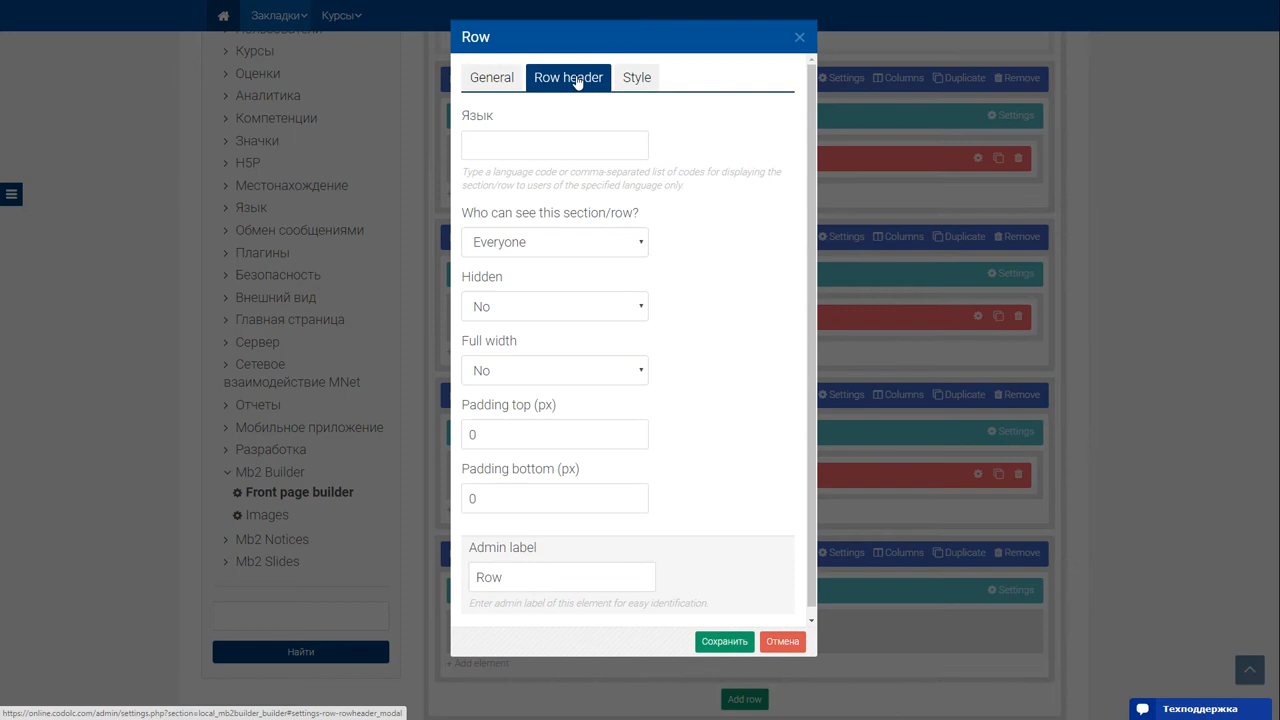 Закладки
Курсы
Row
General
Row header
Style
Язык
Type a language code or comma-separated list of codes for displaying the
section/row to users of the specified language only.
Who can see this section/row?
Everyone
Hidden
No
Full width
No
Padding top (px)
0
Padding bottom (px)
0
Admin label
Row
Enter admin label of this element for easy identification.
Сохранить
Отмена
Пользователи
Курсы
Оценки
Аналитика
Компетенции
Значки
H5P
Местонахождение
Язык
Обмен сообщениями
Плагины
Безопасность
Внешний вид
Главная страница
Сервер
Сетевое
взаимодействие MNet
Отчеты
Мобильное приложение
Разработка
Mb2 Builder
Front page builder
Images
Mb2 Notices
Mb2 Slides
Найти
Settings Columns Duplicate Remove
Settings
Settings Columns Duplicate Remove
Settings
Settings Columns Duplicate Remove
Settings
Settings Columns Duplicate Remove
Settings
+ Add element
Add row
https://online.codolc.com/admin/settings.php?section=local_mb2builder_builder#settings-row-rowheader_modal
Техподдержка